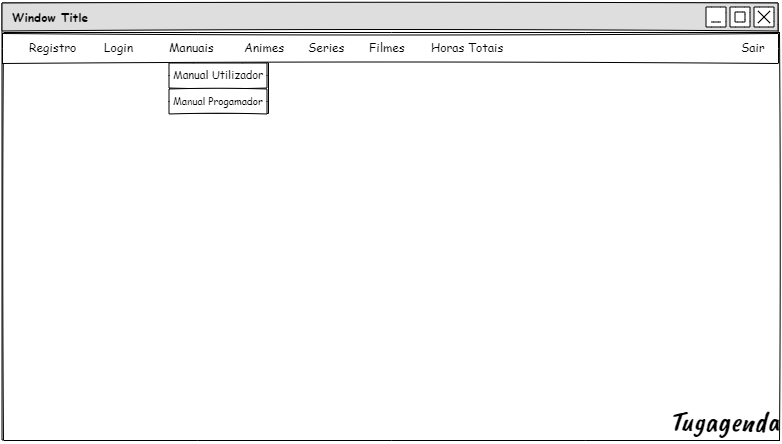 Window Title
Registro Login Manuais Animes Series Filmes Horas Totais Sair
Manual Utilizador
Manual Progamador
Tugagenda